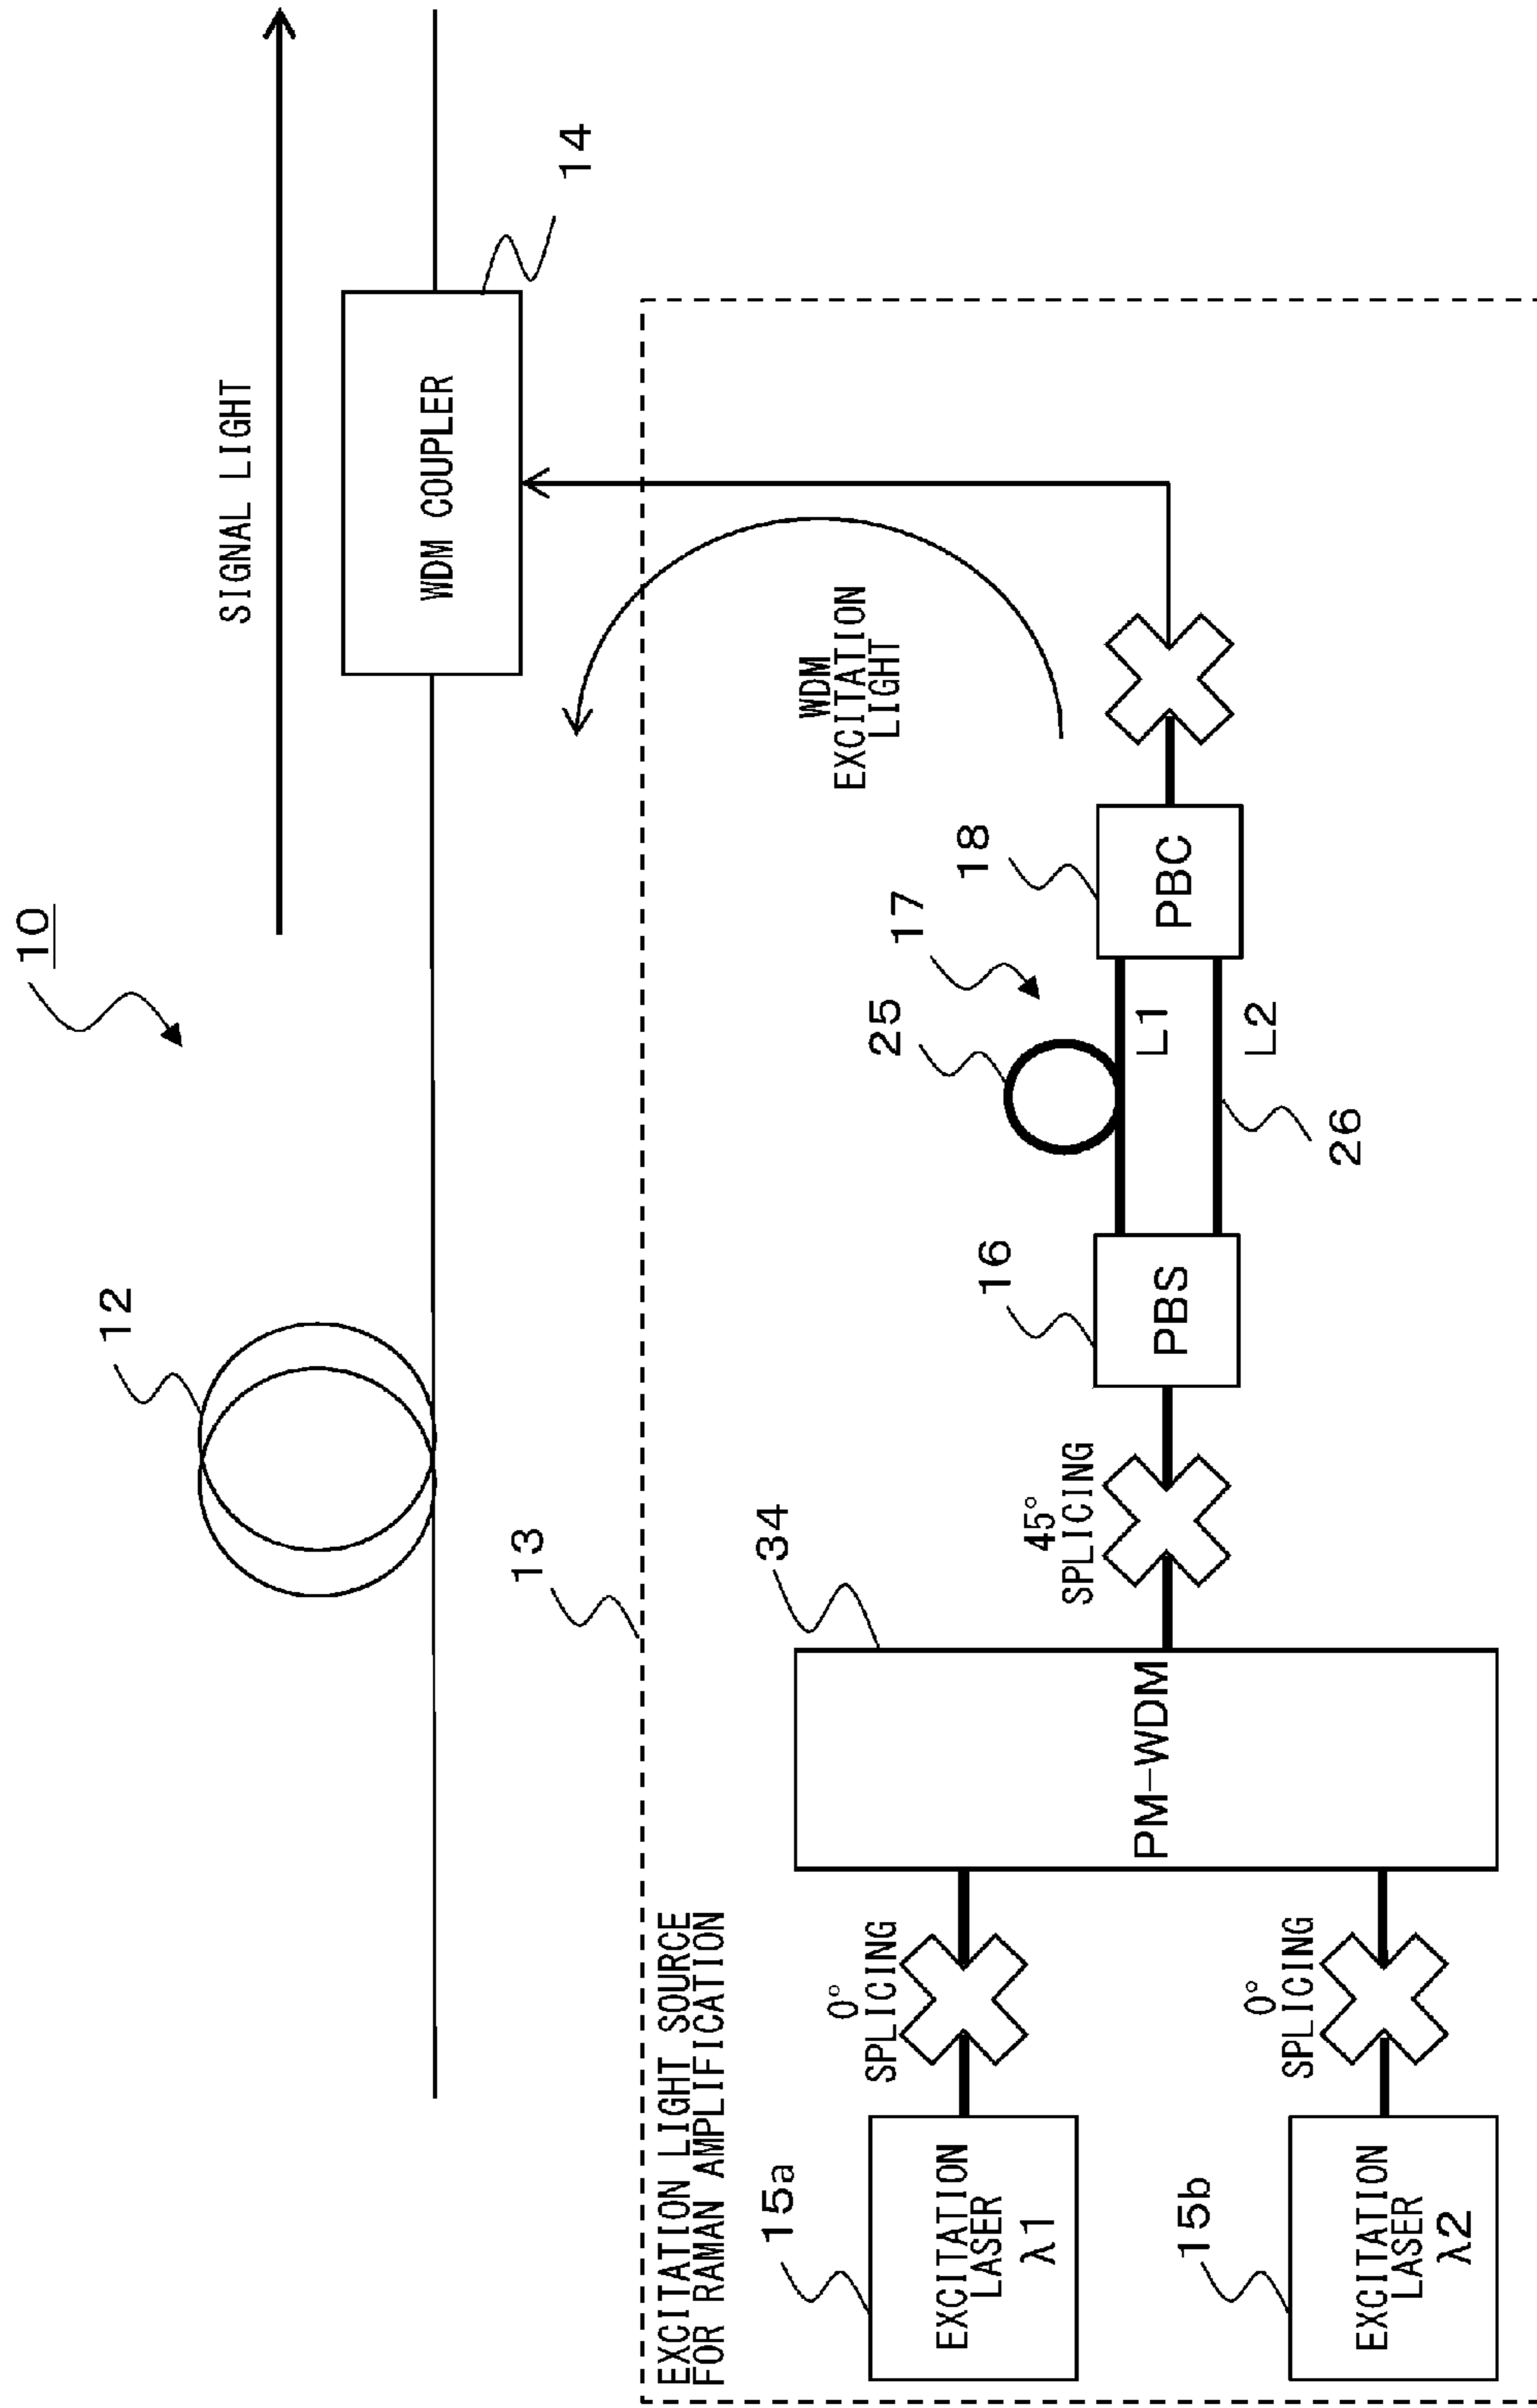 10
SIGNAL LIGHT
12
WDM COUPLER
14
13
EXCITATION LIGHT SOURCE
FOR RAMAN AMPLIFICATION
WDM
EXCITATION
LIGHT
15a
EXCITATION
LASER
λ1
0°
SPLICING
34
PM-WDM
45°
SPLICING
16
PBS
25
17
L1
L2
26
18
PBC
15b
EXCITATION
LASER
λ2
0°
SPLICING